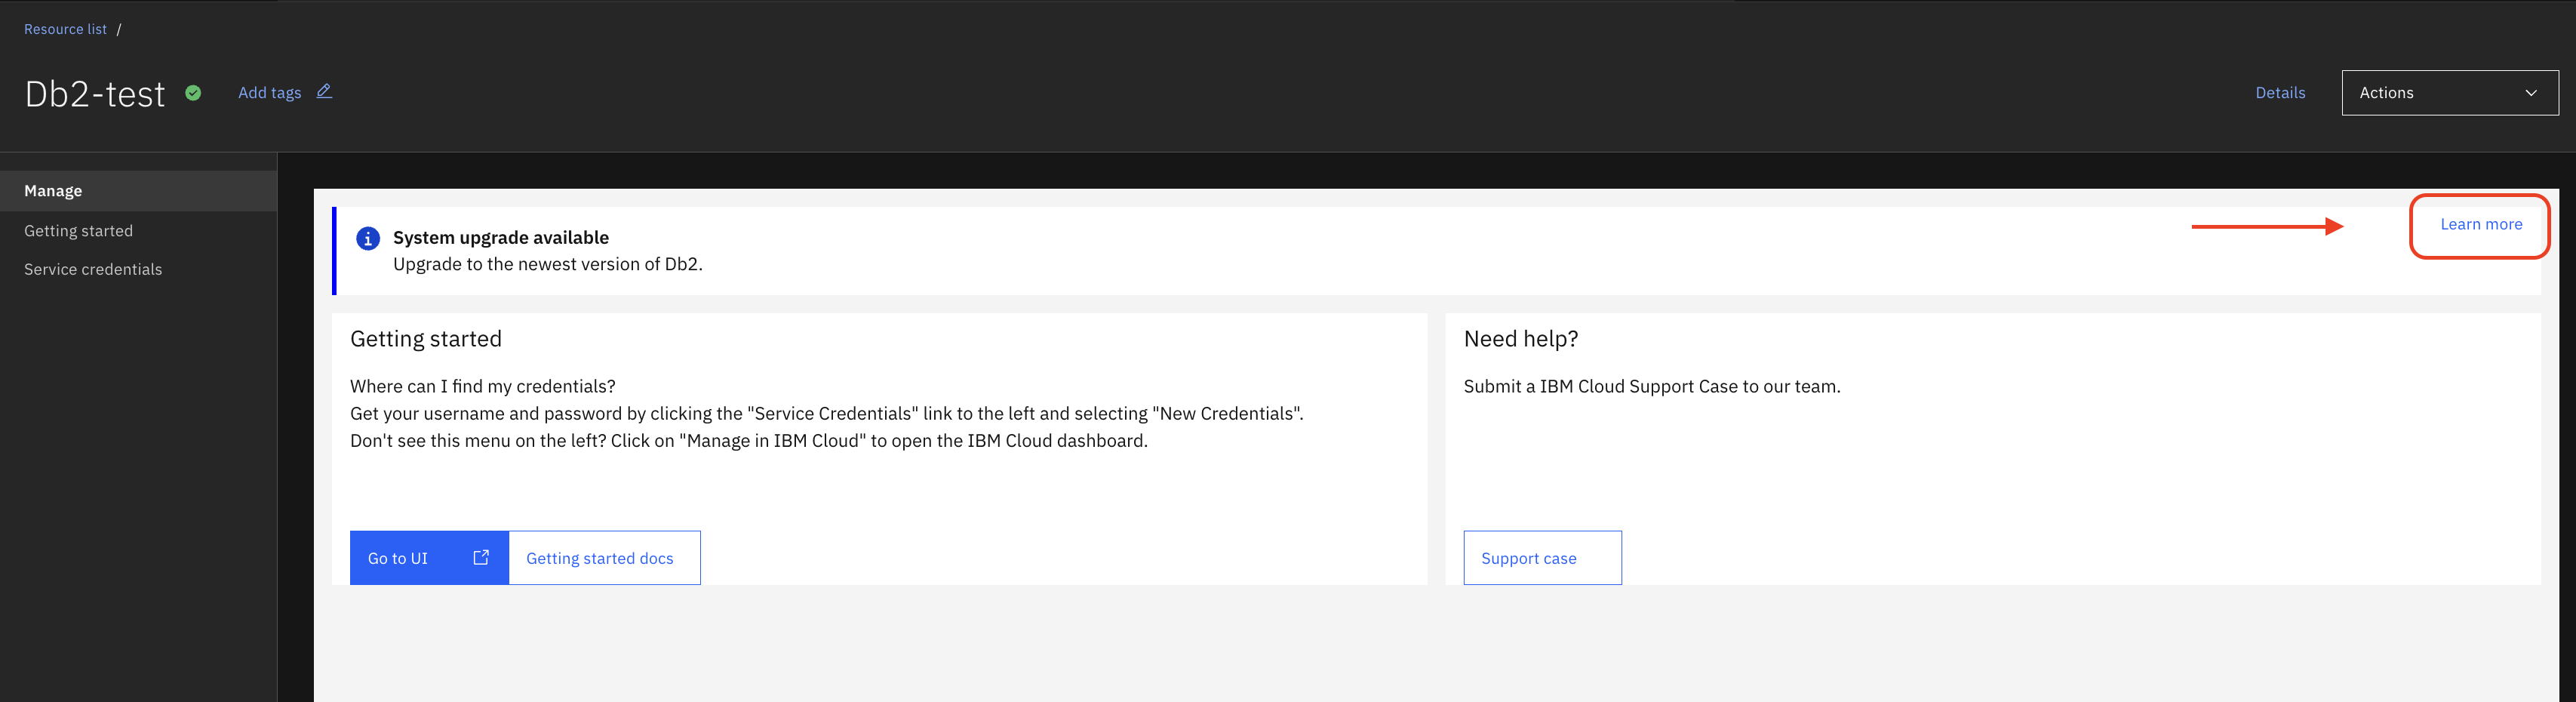 Resource list /
Db2-test
Add tags
Details
Actions
Manage
Getting started
Service credentials
System upgrade available
Upgrade to the newest version of Db2.
Learn more
Getting started
Where can I find my credentials?
Get your username and password by clicking the "Service Credentials" link to the left and selecting "New Credentials".
Don't see this menu on the left? Click on "Manage in IBM Cloud" to open the IBM Cloud dashboard.
Go to UI
Getting started docs
Need help?
Submit a IBM Cloud Support Case to our team.
Support case